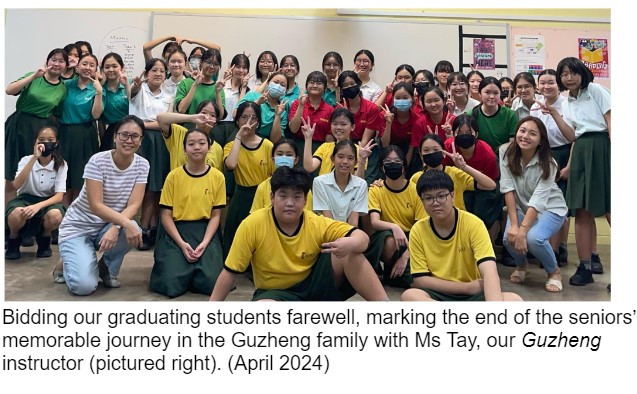 Bidding our graduating students farewell, marking the end of the seniors’
memorable journey in the Guzheng family with Ms Tay, our Guzheng
instructor (pictured right). (April 2024)